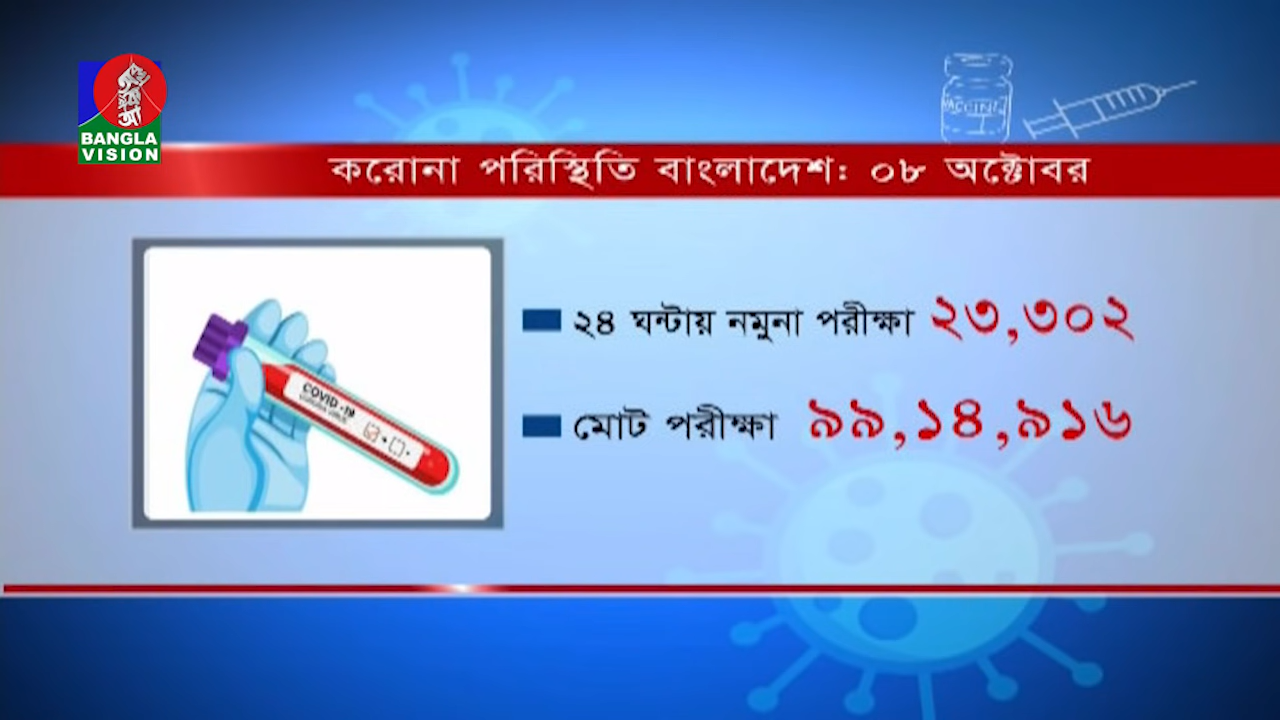 BANGLA
VISION
VACCINE
করোনা পরিস্থিতি বাংলাদেশ: ০৮ অক্টোবর
২৪ ঘন্টায় নমুনা পরীক্ষা ২৩,৩০২
মোট পরীক্ষা ৯৯,১৪,৯১৬
COVID -19